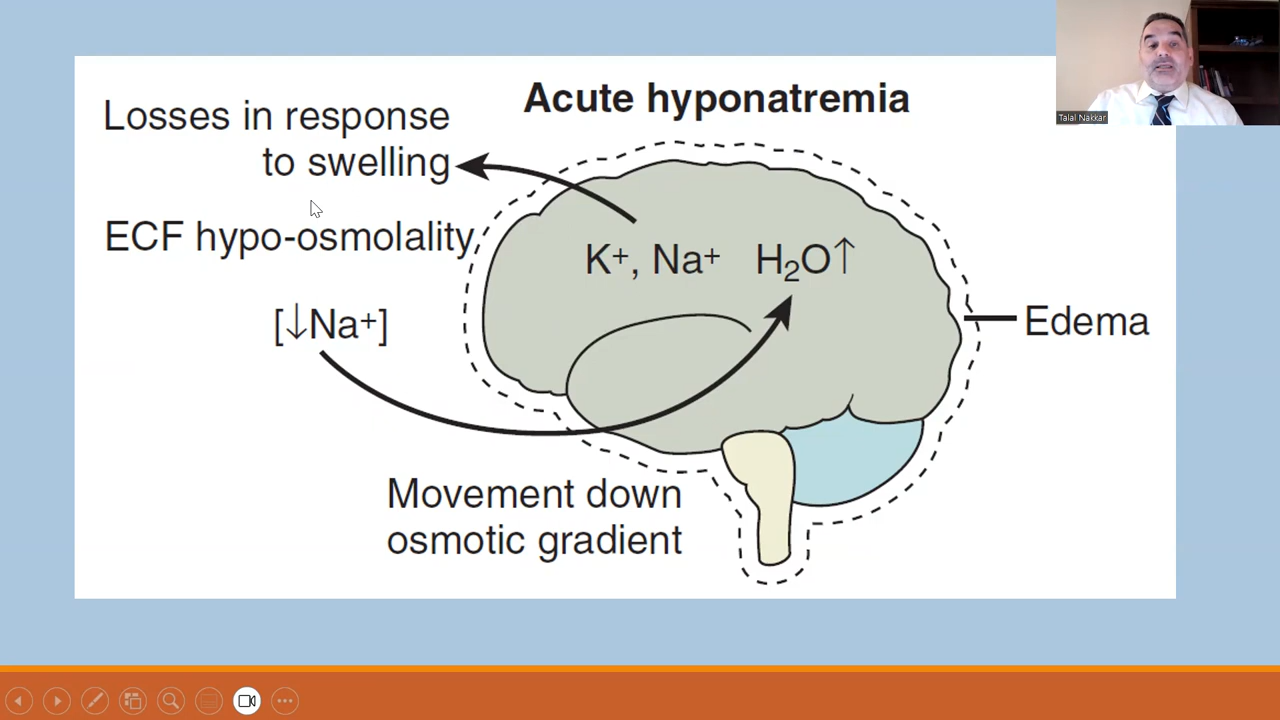 Acute hyponatremia
Losses in response
to swelling
ECF hypo-osmolality
K+, Na+ H2O↑
[↓Na+]
Edema
Movement down
osmotic gradient
Talal Nakkar